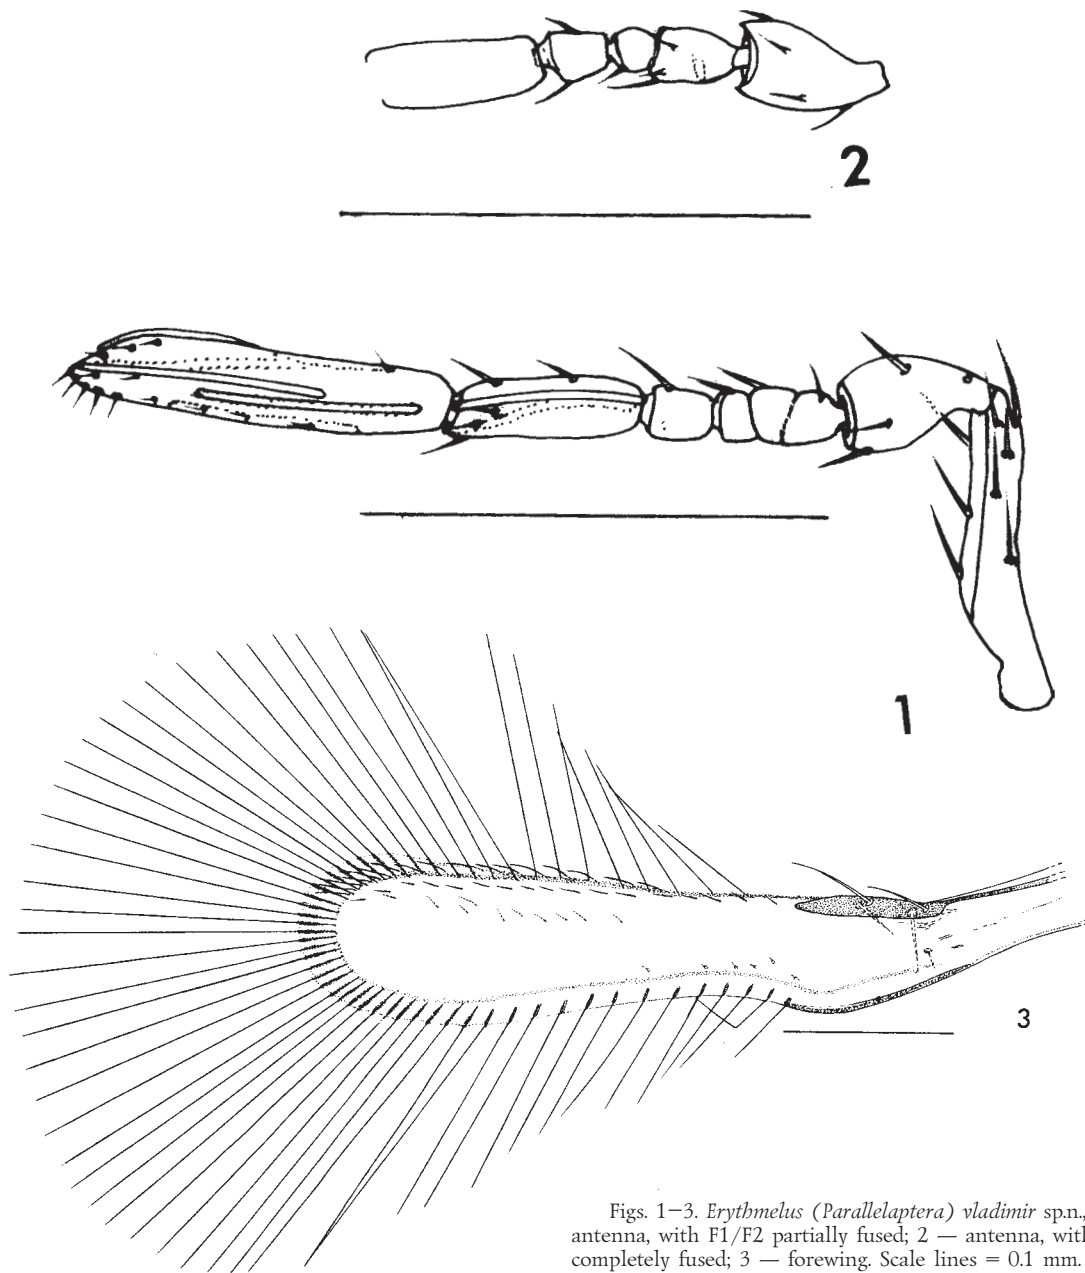 2
1
3
Figs. 1–3. Erythmelus (Parallelaptera) vladimir sp.n.,
antenna, with F1/F2 partially fused; 2 — antenna, with
completely fused; 3 — forewing. Scale lines = 0.1 mm.